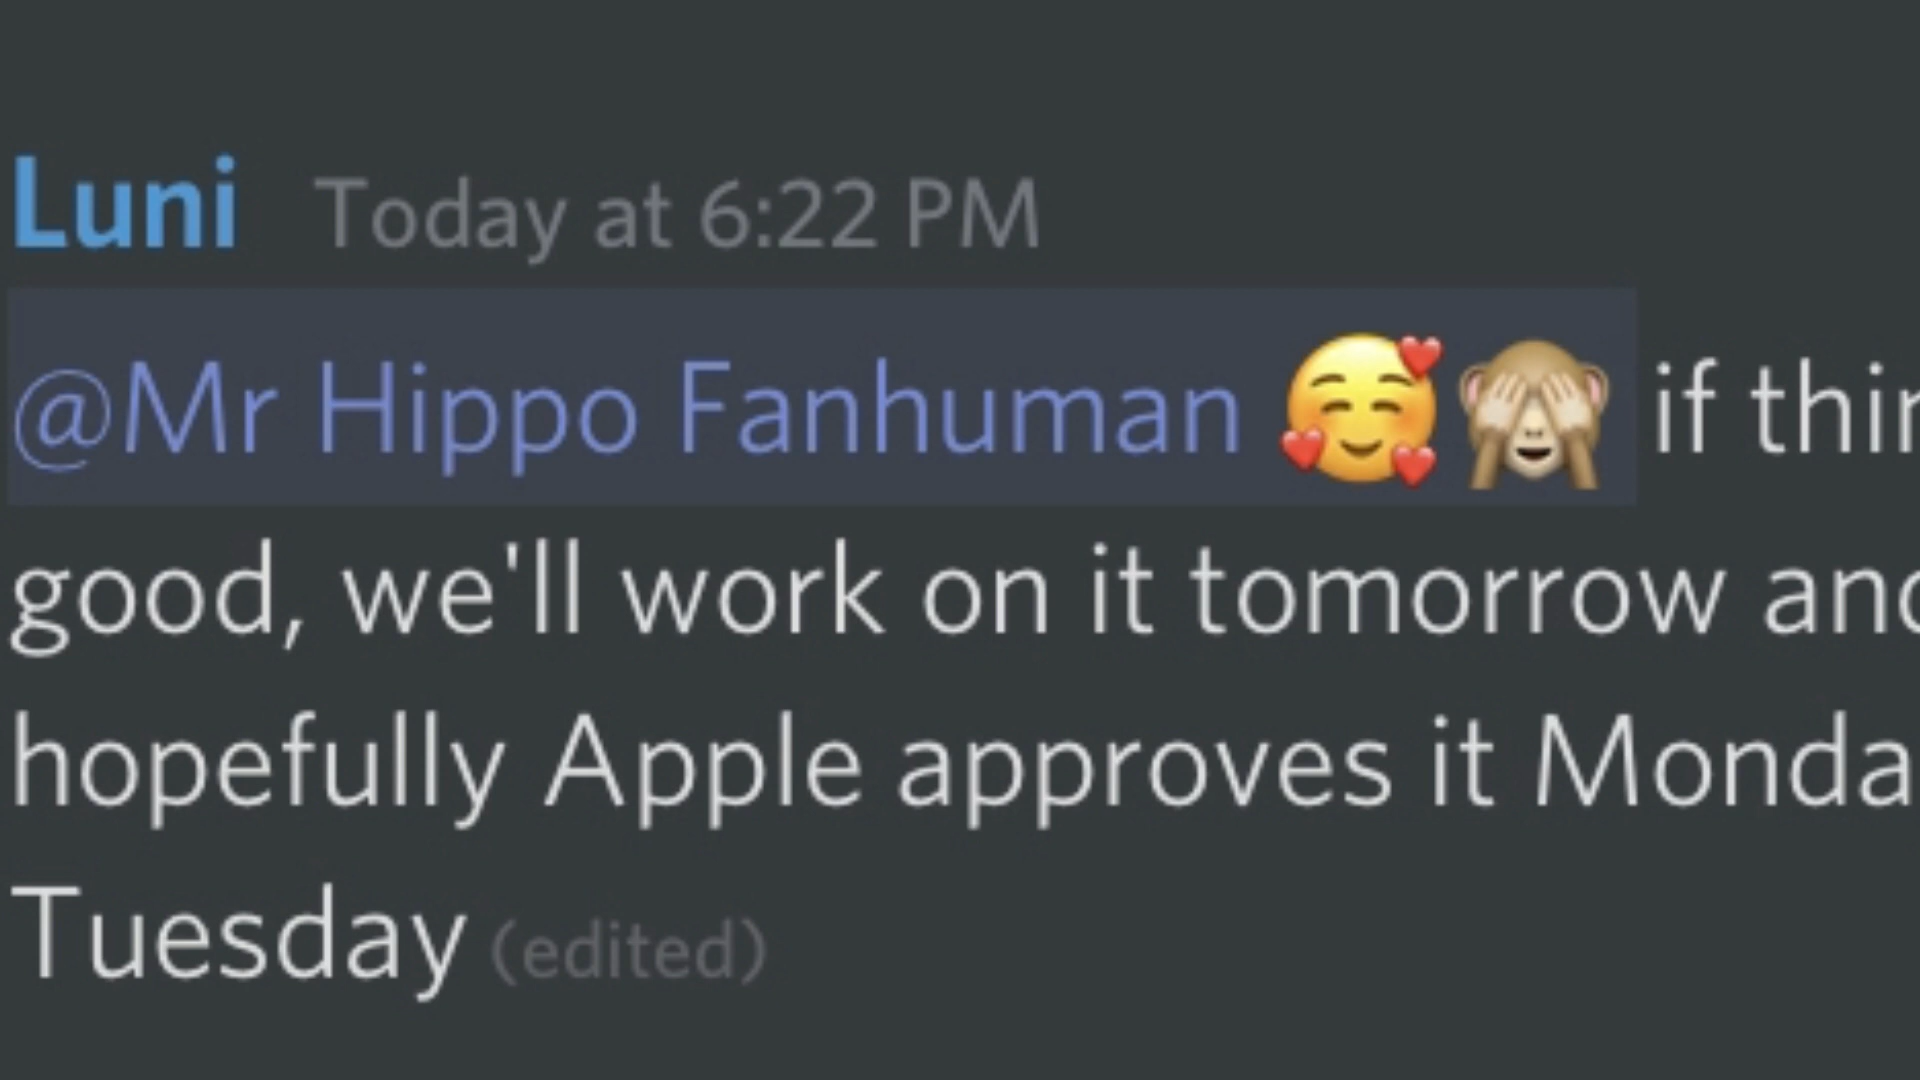 Luni Today at 6:22 PM
@Mr Hippo Fanhuman 🥰🙈 if
good, we'll work on it tomorrow
hopefully Apple approves it
Tuesday (edited)